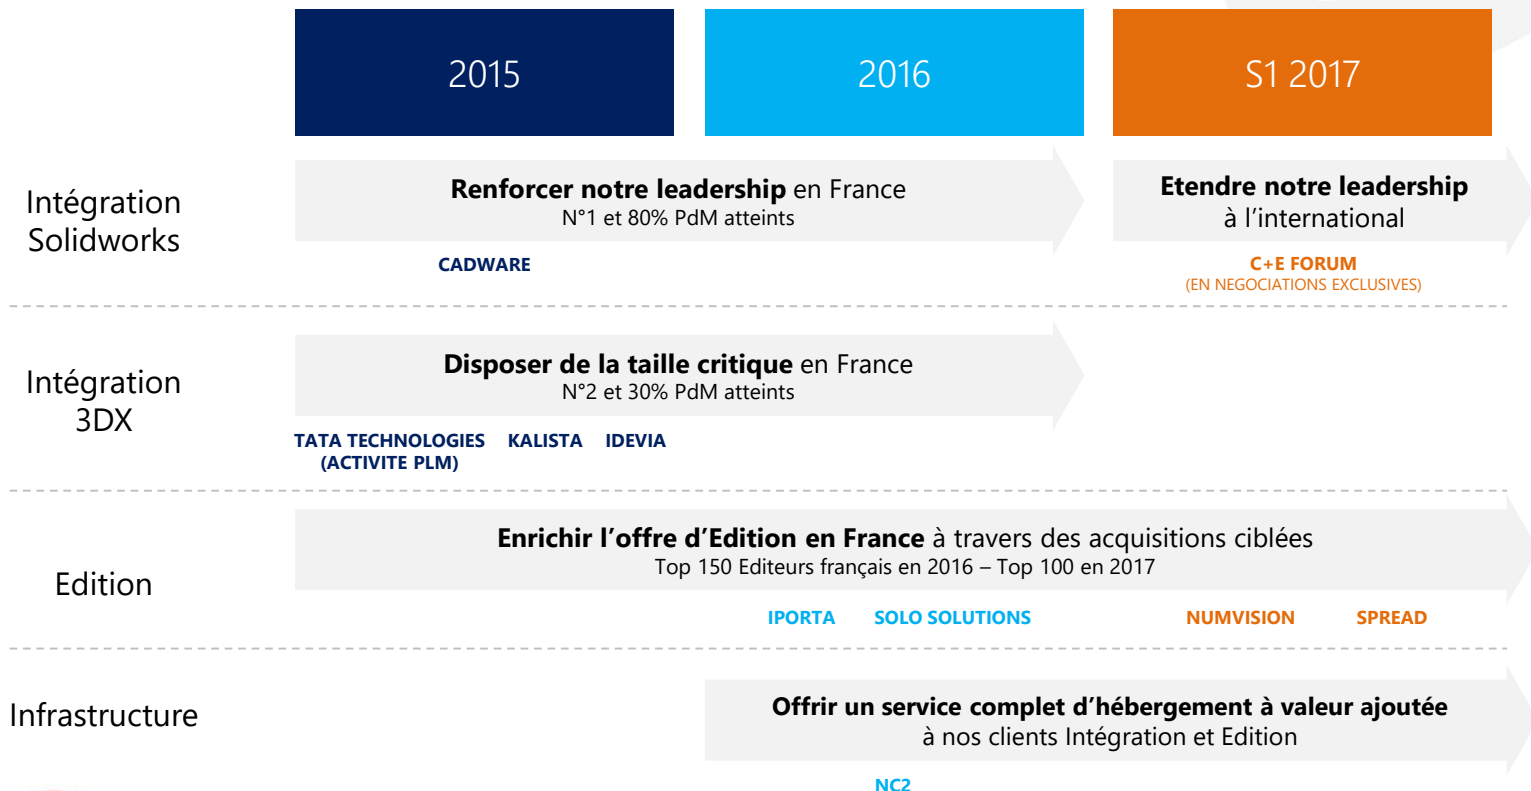 2015
2016
S1 2017
Intégration
Solidworks
Renforcer notre leadership en France
N°1 et 80% PdM atteints
Etendre notre leadership
à l’international
CADWARE
C+E FORUM
(EN NEGOCIATIONS EXCLUSIVES)
Intégration
3DX
Disposer de la taille critique en France
N°2 et 30% PdM atteints
TATA TECHNOLOGIES
(ACTIVITE PLM)
KALISTA
IDEVIA
Edition
Enrichir l’offre d’Edition en France à travers des acquisitions ciblées
Top 150 Editeurs français en 2016 – Top 100 en 2017
IPORTA
SOLO SOLUTIONS
NUMVISION
SPREAD
Infrastructure
Offrir un service complet d’hébergement à valeur ajoutée
à nos clients Intégration et Edition
NC2